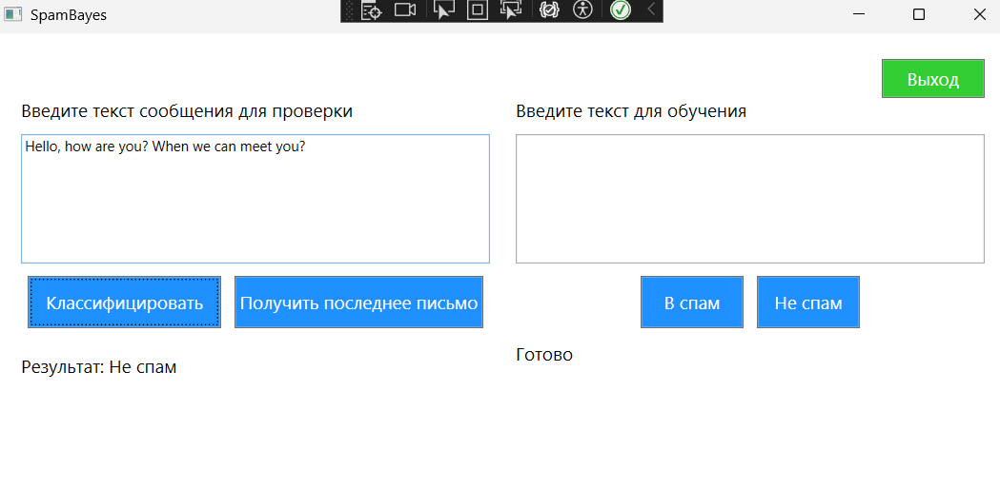 SpamBayes
Выход
Введите текст сообщения для проверки
Hello, how are you? When we can meet you?
Классифицировать
Получить последнее письмо
Результат: Не спам
Введите текст для обучения
В спам
Не спам
Готово